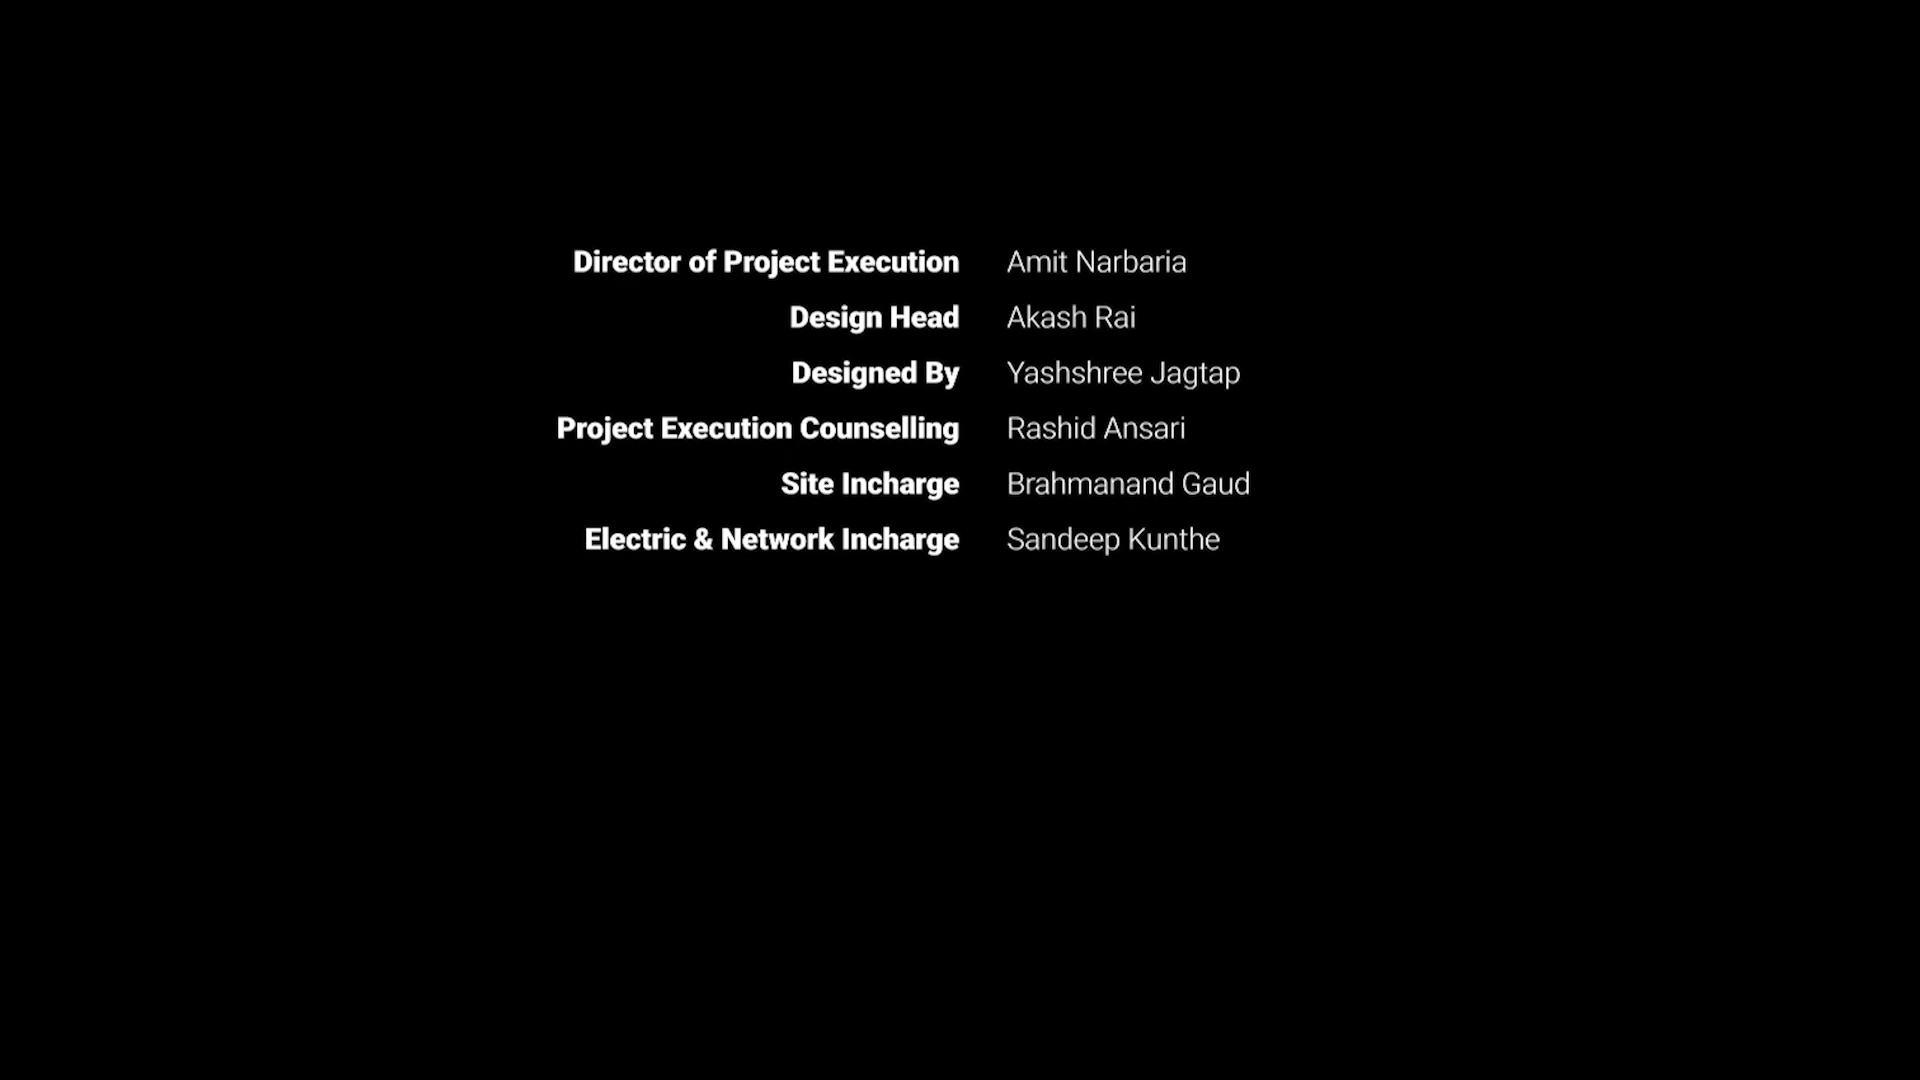 Director of Project Execution Amit Narbaria
Design Head Akash Rai
Designed By Yashshree Jagtap
Project Execution Counselling Rashid Ansari
Site Incharge Brahmanand Gaud
Electric & Network Incharge Sandeep Kunthe